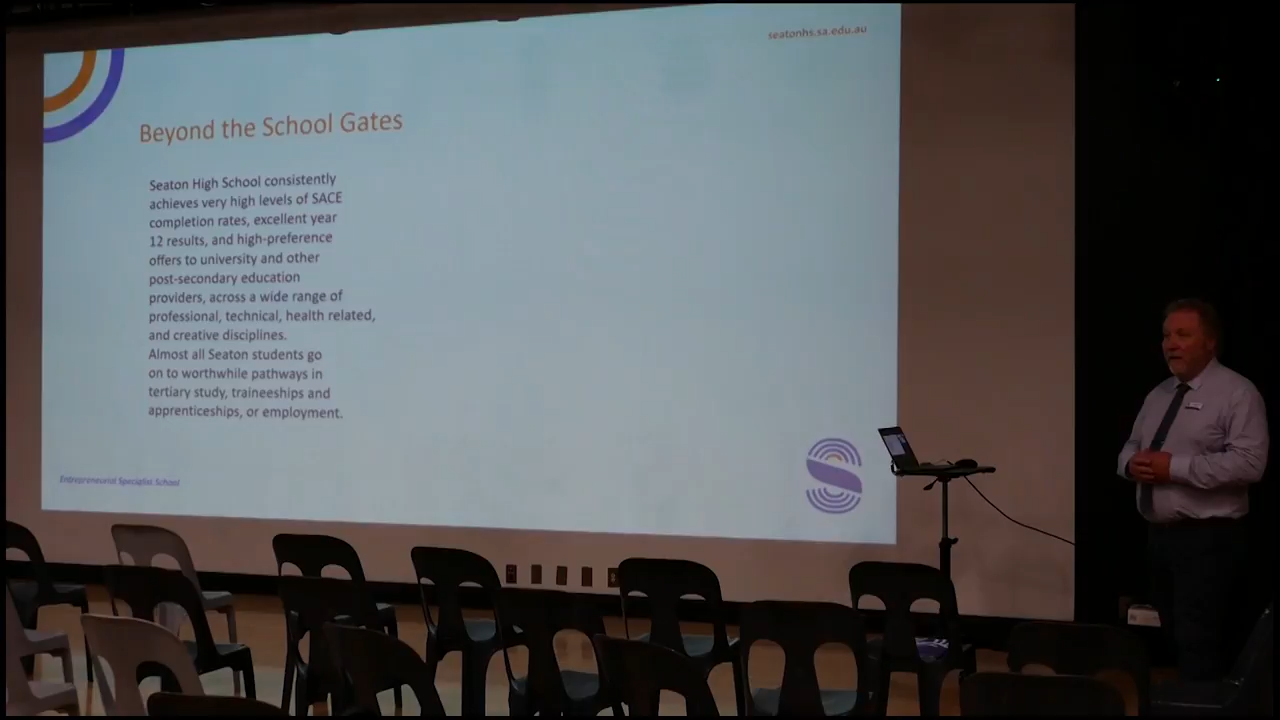 seatonhs.sa.edu.au
Beyond the School Gates
Seaton High School consistently
achieves very high levels of SACE
completion rates, excellent year
12 results, and high-preference
offers to university and other
post-secondary education
providers, across a wide range of
professional, technical, health related,
and creative disciplines.
Almost all Seaton students go
on to worthwhile pathways in
tertiary study, traineeships and
apprenticeships, or employment.
Entrepreneurial Specialist School
S